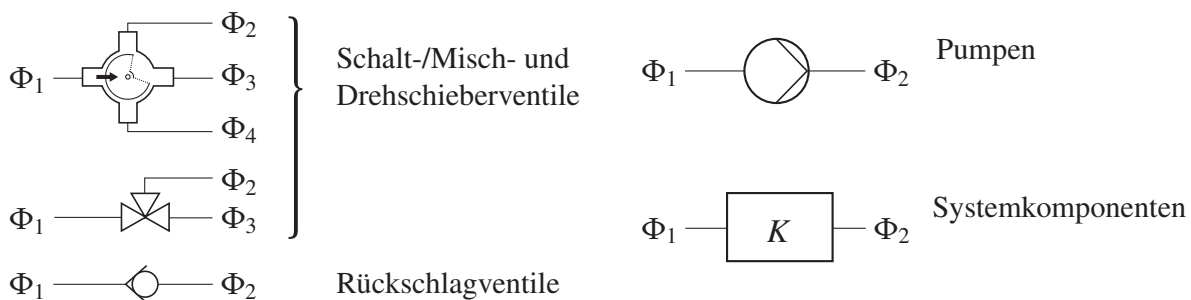 Φ1 Φ2
Φ3
Φ4
Schalt-/Misch- und
Drehschieberventile
Φ1 Φ2
Φ3
Φ1 Φ2 Rückschlagventile
Φ1 Φ2 Pumpen
Φ1 K Φ2 Systemkomponenten